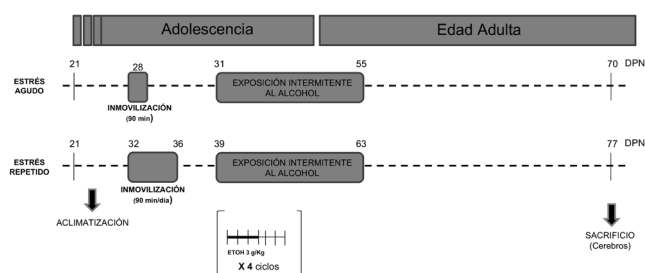 Adolescencia
Edad Adulta
21
28
31
55
70
DPN
ESTRÉS
AGUDO
EXPOSICIÓN INTERMITENTE
AL ALCOHOL
INMOVILIZACIÓN
(90 min)
21
32
36
39
63
77
DPN
ESTRÉS
REPETIDO
EXPOSICIÓN INTERMITENTE
AL ALCOHOL
INMOVILIZACIÓN
(90 min/día)
ACLIMATIZACIÓN
SACRIFICIO
(Cerebros)
ETOH 3 g/Kg
X 4 ciclos